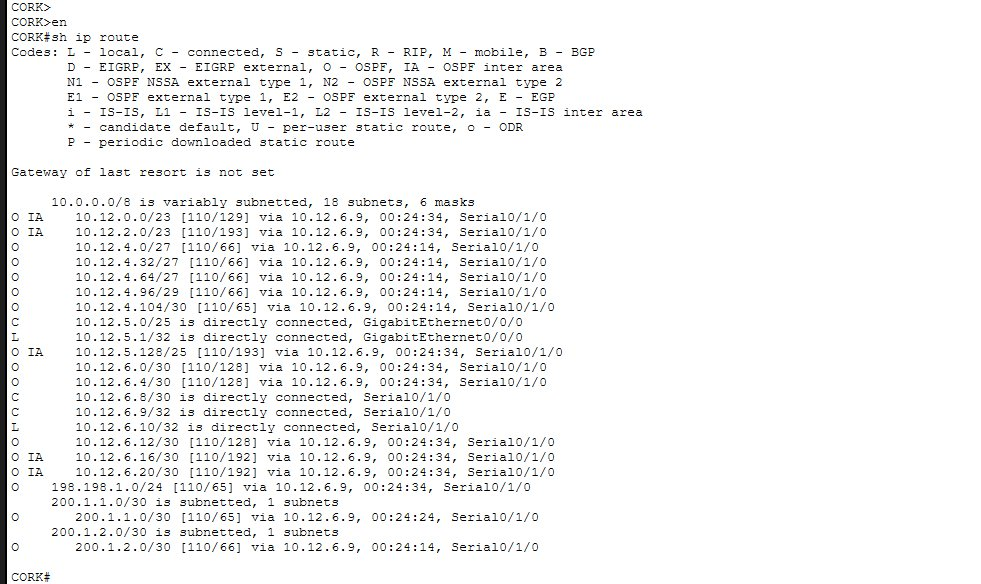 CORK>
CORK>en
CORK#sh ip route
Codes: L - local, C - connected, S - static, R - RIP, M - mobile, B - BGP
D - EIGRP, EX - EIGRP external, O - OSPF, IA - OSPF inter area
N1 - OSPF NSSA external type 1, N2 - OSPF NSSA external type 2
E1 - OSPF external type 1, E2 - OSPF external type 2, E - EGP
i - IS-IS, L1 - IS-IS level-1, L2 - IS-IS level-2, ia - IS-IS inter area
* - candidate default, U - per-user static route, o - ODR
P - periodic downloaded static route
Gateway of last resort is not set
10.0.0.0/8 is variably subnetted, 18 subnets, 6 masks
O IA 10.12.0.0/23 [110/129] via 10.12.6.9, 00:24:34, Serial0/1/0
O IA 10.12.2.0/23 [110/193] via 10.12.6.9, 00:24:34, Serial0/1/0
O 10.12.4.0/27 [110/66] via 10.12.6.9, 00:24:14, Serial0/1/0
O 10.12.4.32/27 [110/66] via 10.12.6.9, 00:24:14, Serial0/1/0
O 10.12.4.64/27 [110/66] via 10.12.6.9, 00:24:14, Serial0/1/0
O 10.12.4.96/29 [110/66] via 10.12.6.9, 00:24:14, Serial0/1/0
O 10.12.4.104/30 [110/65] via 10.12.6.9, 00:24:14, Serial0/1/0
C 10.12.5.0/25 is directly connected, GigabitEthernet0/0/0
L 10.12.5.1/32 is directly connected, GigabitEthernet0/0/0
O IA 10.12.5.128/25 [110/193] via 10.12.6.9, 00:24:34, Serial0/1/0
O 10.12.6.0/30 [110/128] via 10.12.6.9, 00:24:34, Serial0/1/0
O 10.12.6.4/30 [110/128] via 10.12.6.9, 00:24:34, Serial0/1/0
C 10.12.6.8/30 is directly connected, Serial0/1/0
C 10.12.6.9/32 is directly connected, Serial0/1/0
L 10.12.6.10/32 is directly connected, Serial0/1/0
O 10.12.6.12/30 [110/128] via 10.12.6.9, 00:24:34, Serial0/1/0
O IA 10.12.6.16/30 [110/192] via 10.12.6.9, 00:24:34, Serial0/1/0
O IA 10.12.6.20/30 [110/192] via 10.12.6.9, 00:24:34, Serial0/1/0
O 198.198.1.0/24 [110/65] via 10.12.6.9, 00:24:34, Serial0/1/0
200.1.1.0/30 is subnetted, 1 subnets
O 200.1.1.0/30 [110/65] via 10.12.6.9, 00:24:24, Serial0/1/0
200.1.2.0/30 is subnetted, 1 subnets
O 200.1.2.0/30 [110/66] via 10.12.6.9, 00:24:14, Serial0/1/0
CORK#